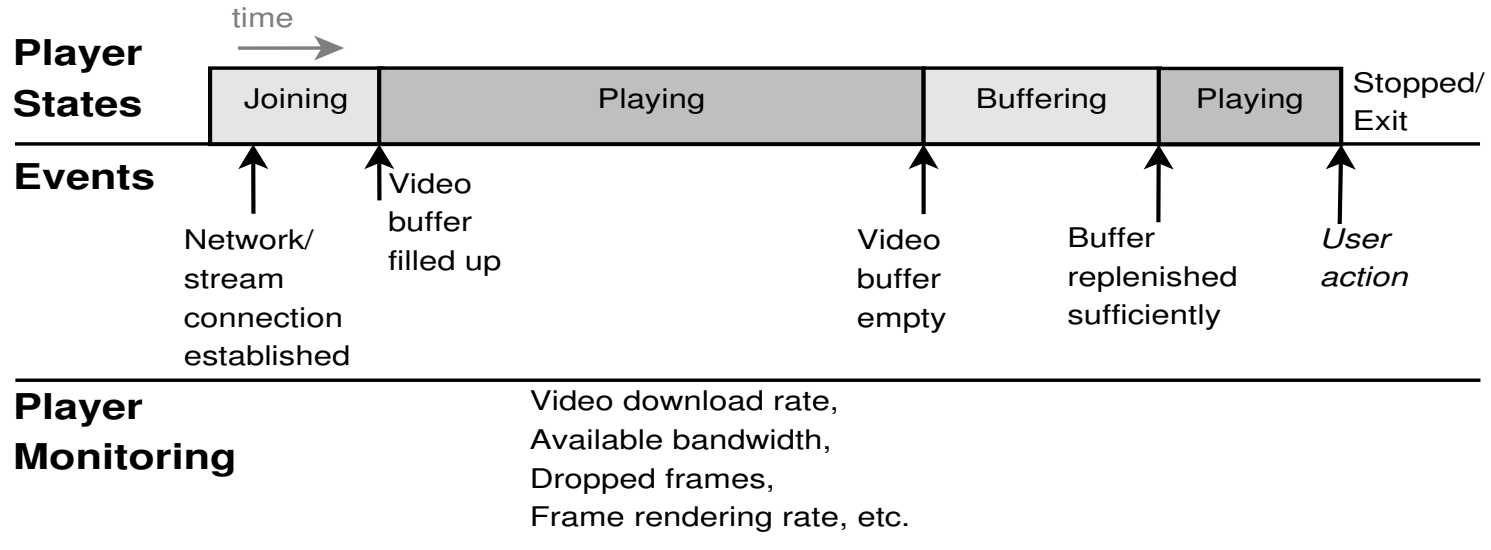 time
Player
States
Joining
Playing
Buffering
Playing
Stopped/
Exit
Events
Network/
stream
connection
established
Video
buffer
filled up
Video
buffer
empty
Buffer
replenished
sufficiently
User
action
Player
Monitoring
Video download rate,
Available bandwidth,
Dropped frames,
Frame rendering rate, etc.